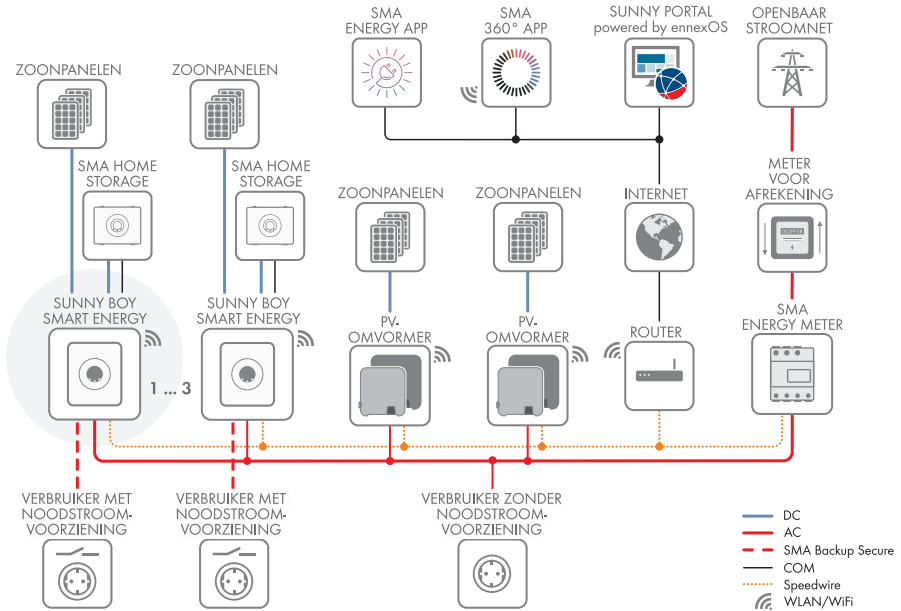 SMA
ENERGY APP
SMA
360° APP
SUNNY PORTAL
powered by ennexOS
OPENBAAR
STROOMNET
ZOONPANELEN
ZOONPANELEN
SMA HOME
STORAGE
SMA HOME
STORAGE
ZOONPANELEN
ZOONPANELEN
INTERNET
METER
VOOR
AFREKENING
SUNNY BOY
SMART ENERGY
SUNNY BOY
SMART ENERGY
PV-
OMVORMER
PV-
OMVORMER
ROUTER
SMA
ENERGY METER
1 ... 3
VERBRUIKER MET
NOODSTROOM-
VOORZIENING
VERBRUIKER MET
NOODSTROOM-
VOORZIENING
VERBRUIKER ZONDER
NOODSTROOM-
VOORZIENING
DC
AC
SMA Backup Secure
COM
Speedwire
WLAN/WiFi